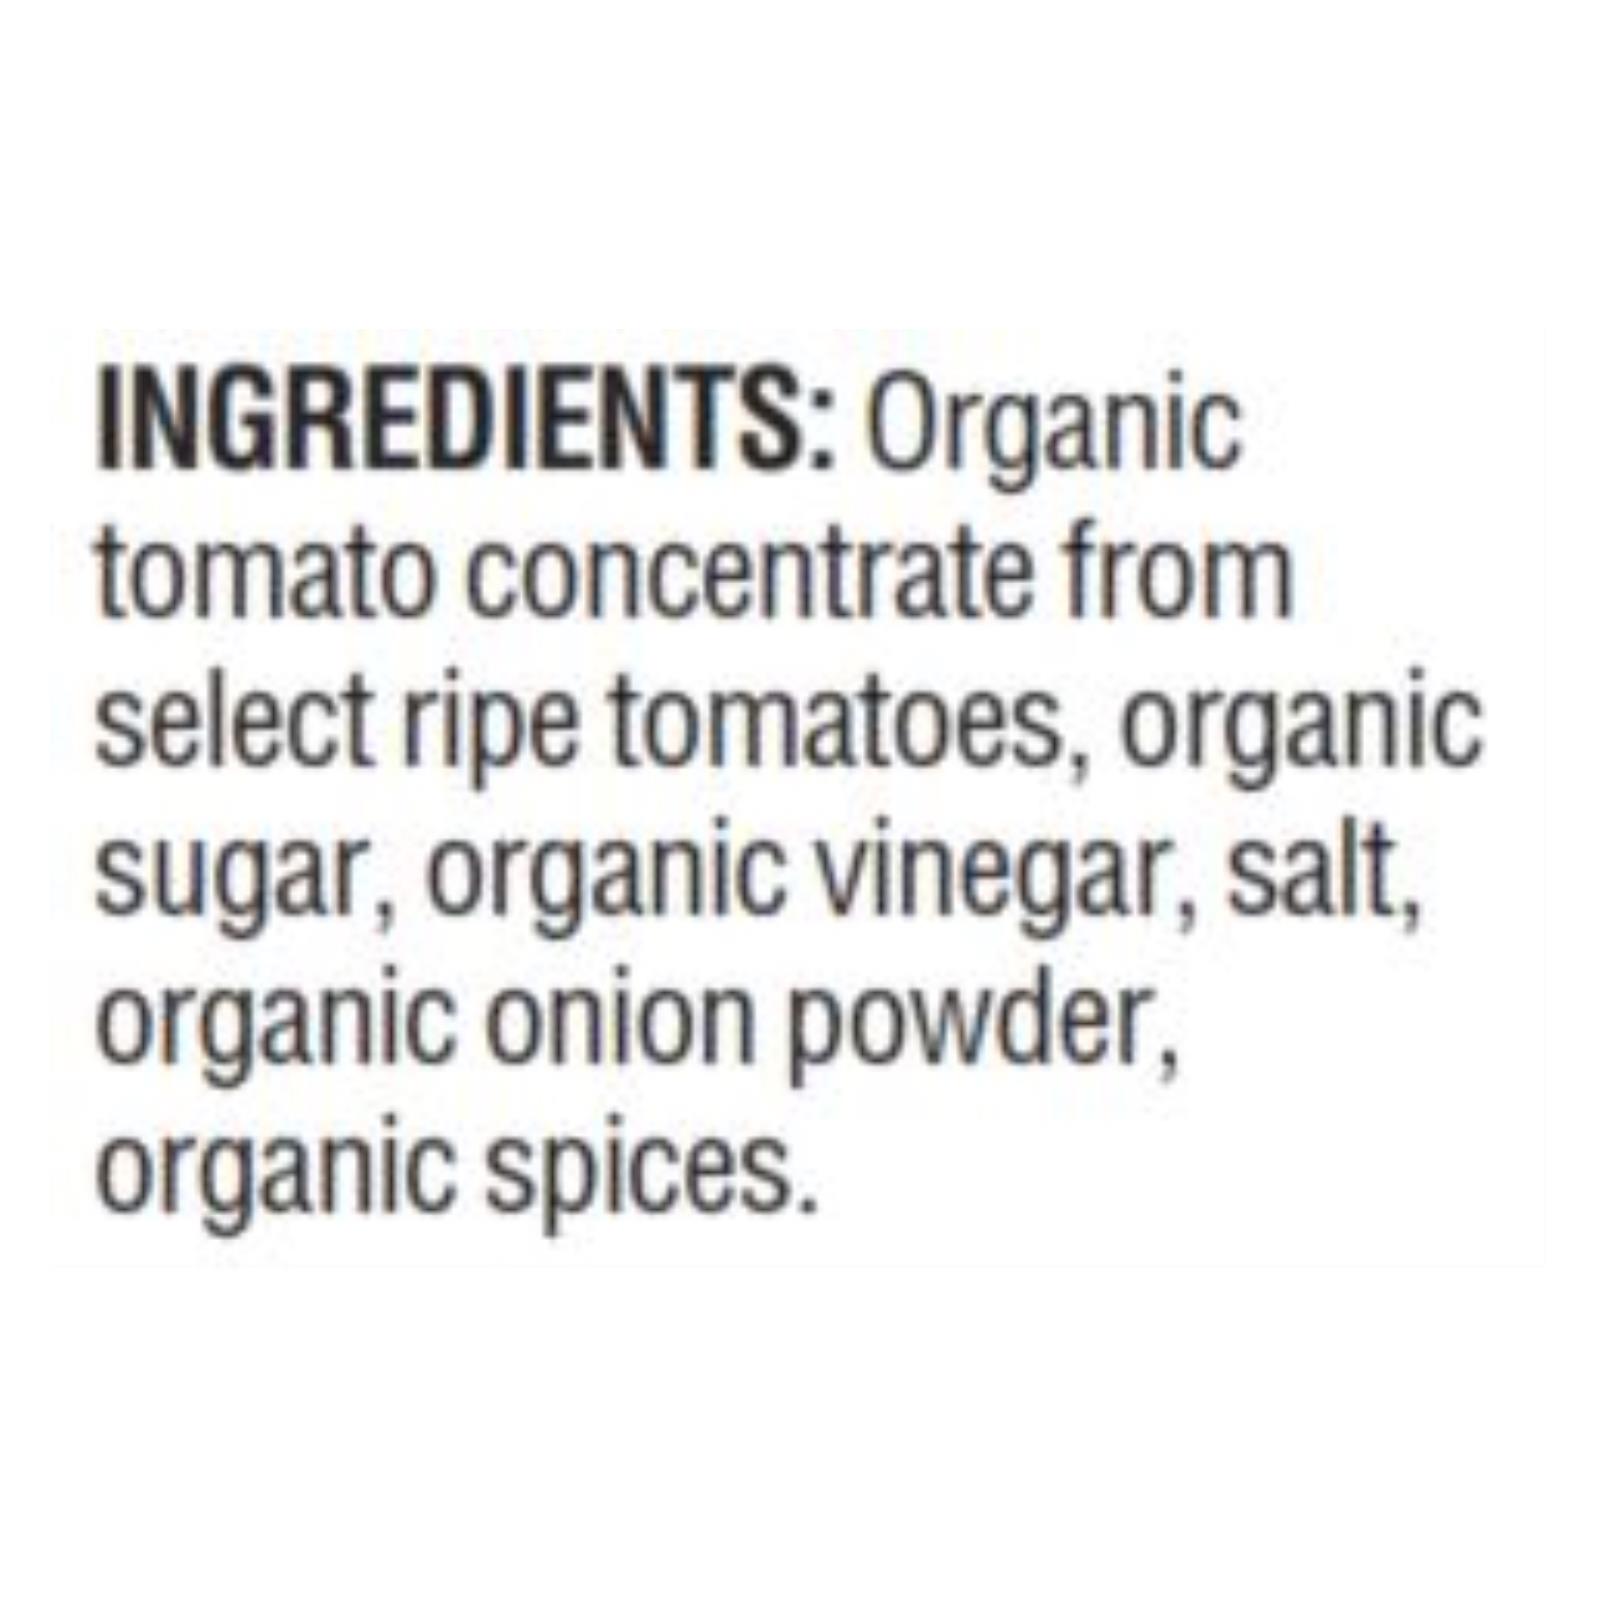 INGREDIENTS: Organic
tomato concentrate from
select ripe tomatoes, organic
sugar, organic vinegar, salt,
organic onion powder,
organic spices.